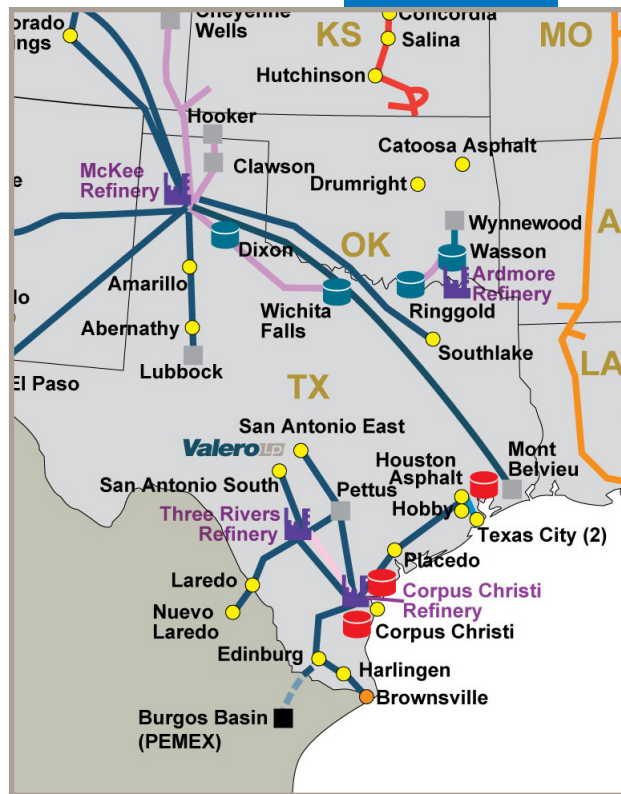 Cheyenne
Wells
KS
Concordia
Salina
MO
orado
ings
Hutchinson
Hooker
Clawson
McKee
Refinery
Catoosa Asphalt
Drumright
e
Wynnewood
A
OK
Wasson
Dixon
Ardmore
Refinery
Amarillo
lo
Wichita
Falls
Ringgold
Abernathy
Southlake
Lubbock
LA
El Paso
TX
San Antonio East
Valero LP
Houston
Asphalt
Mont
Belvieu
San Antonio South
Pettus
Hobby
Three Rivers
Refinery
Texas City (2)
Placedo
Laredo
Corpus Christi
Refinery
Nuevo
Laredo
Corpus Christi
Edinburg
Harlingen
Brownsville
Burgos Basin
(PEMEX)